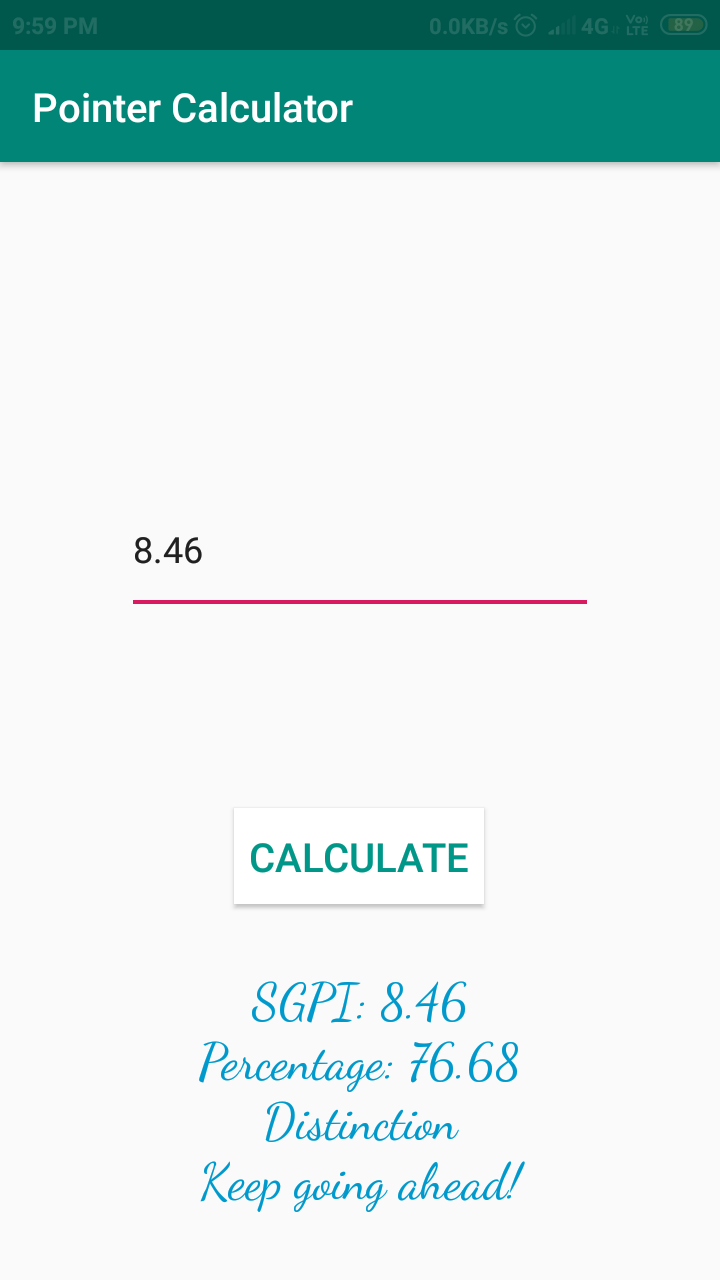 9:59 PM 0.0KB/s 4G Vo)) LTE 89
Pointer Calculator
8.46
CALCULATE
SGPI: 8.46
Percentage: 76.68
Distinction
Keep going ahead!